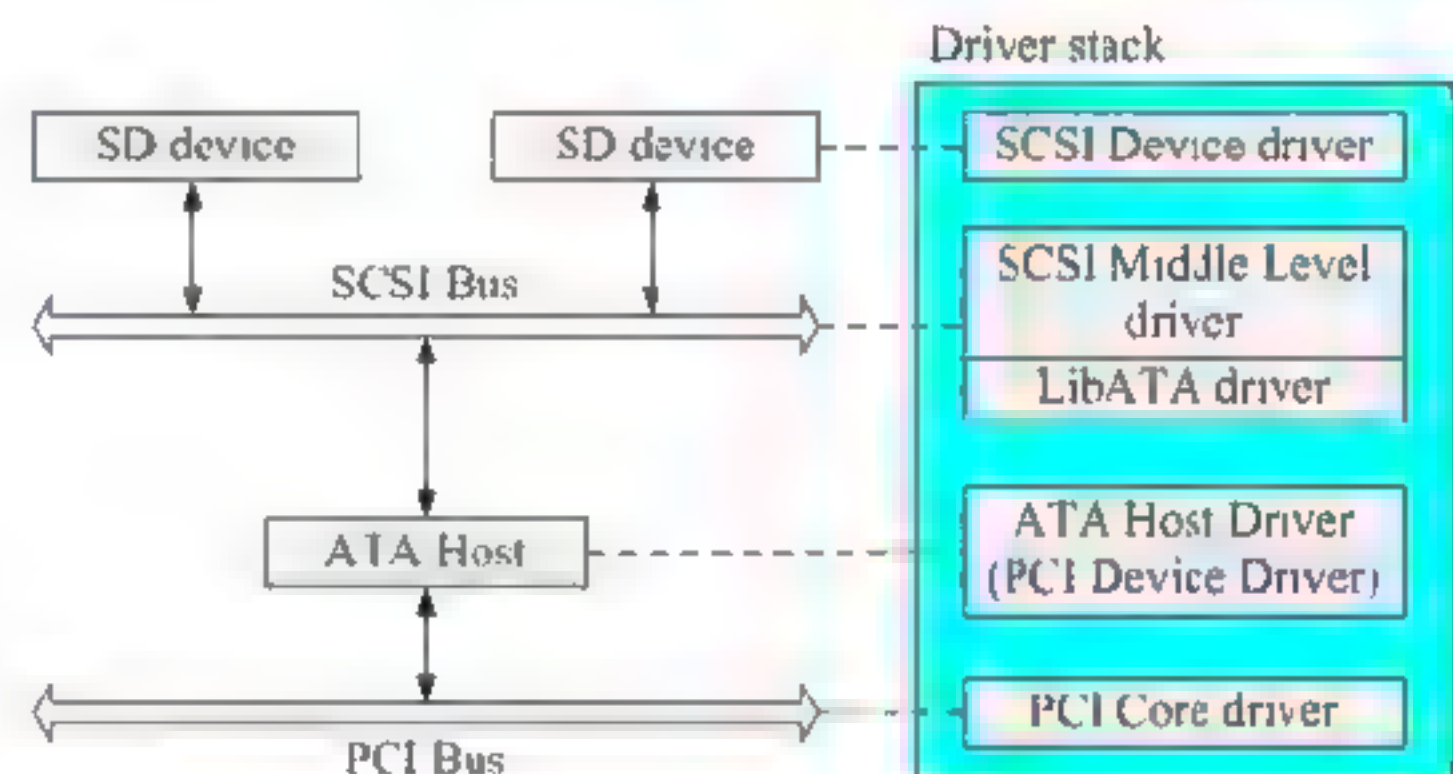 Driver stack
SD device
SD device
SCSI Device driver
SCSI Bus
SCSI Middle Level
driver
LibATA driver
ATA Host
ATA Host Driver
(PCI Device Driver)
PCI Core driver
PCI Bus